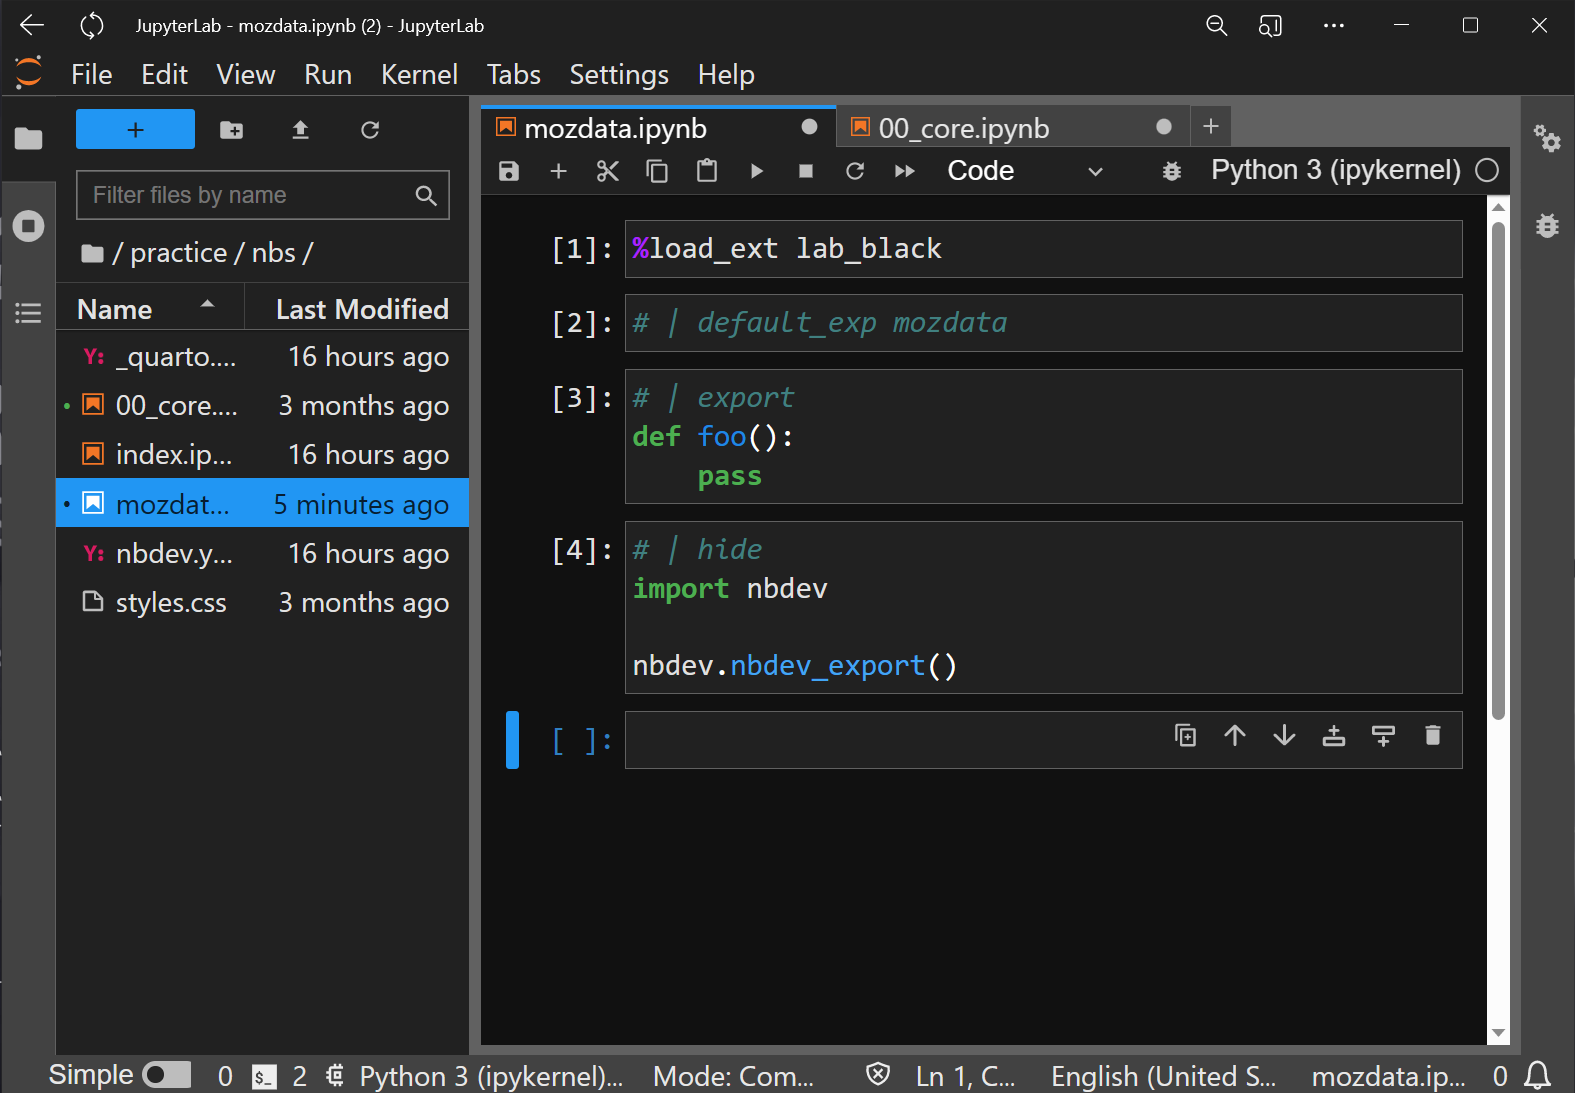 JupyterLab - mozdata.ipynb (2) - JupyterLab
File Edit View Run Kernel Tabs Settings Help
mozdata.ipynb
00_core.ipynb
Code
Python 3 (ipykernel)
Filter files by name
/ practice / nbs /
Name Last Modified
_quarto.... 16 hours ago
00_core.... 3 months ago
index.ip... 16 hours ago
mozdat... 5 minutes ago
nbdev.y... 16 hours ago
styles.css 3 months ago
[1]: %load_ext lab_black
[2]: # | default_exp mozdata
[3]: # | export
def foo():
pass
[4]: # | hide
import nbdev
nbdev.nbdev_export()
[ ]:
Simple 0 $_ 2 Python 3 (ipykernel)... Mode: Com... Ln 1, C... English (United S... mozdata.ip... 0